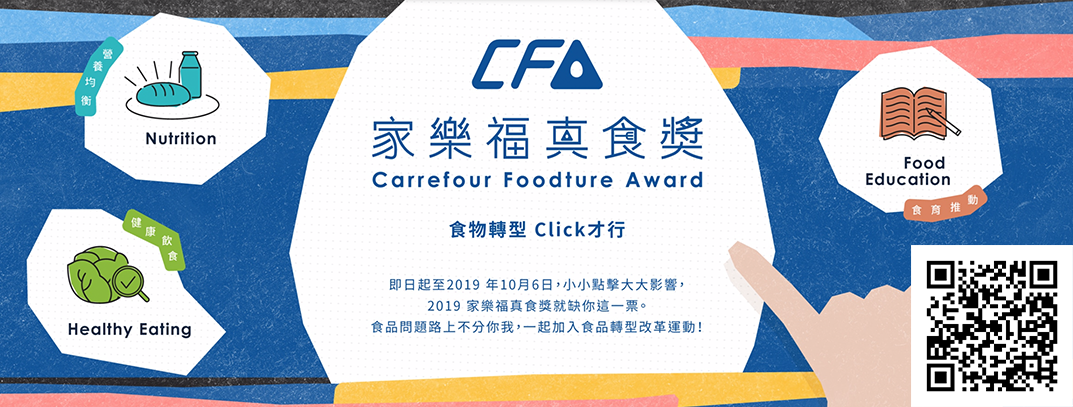 營養均衡
Nutrition
健康飲食
Healthy Eating
CFA
家樂福真食獎
Carrefour Foodture Award
食物轉型 Click才行
即日起至2019 年10月6日，小小點擊大大影響，
2019 家樂福真食獎就缺你這一票。
食品問題路上不分你我，一起加入食品轉型改革運動！
Food
Education
食育推動